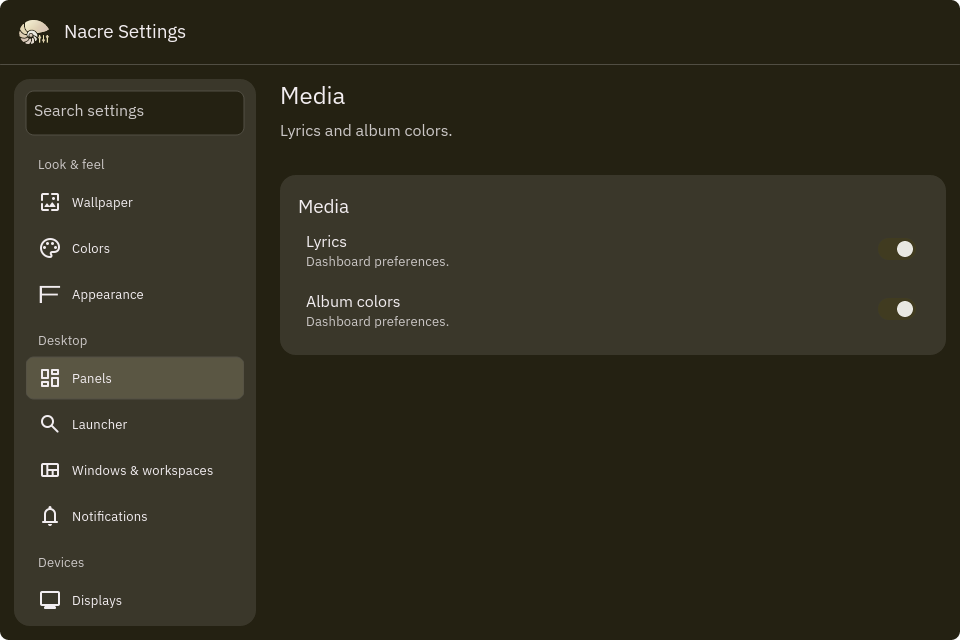 Nacre Settings
Search settings
Look & feel
Wallpaper
Colors
Appearance
Desktop
Panels
Launcher
Windows & workspaces
Notifications
Devices
Displays
Media
Lyrics and album colors.
Media
Lyrics
Dashboard preferences.
Album colors
Dashboard preferences.